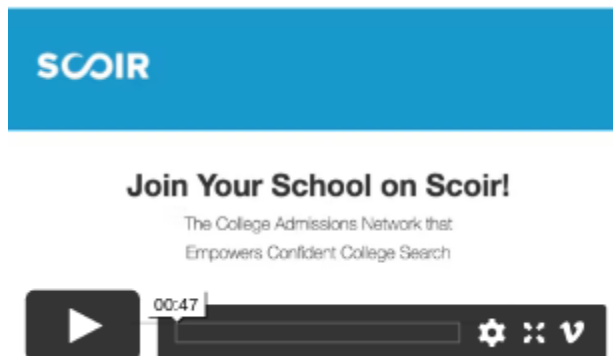 SCOIR
Join Your School on Scoir!
The College Admissions Network that
Empowers Confident College Search
00:47